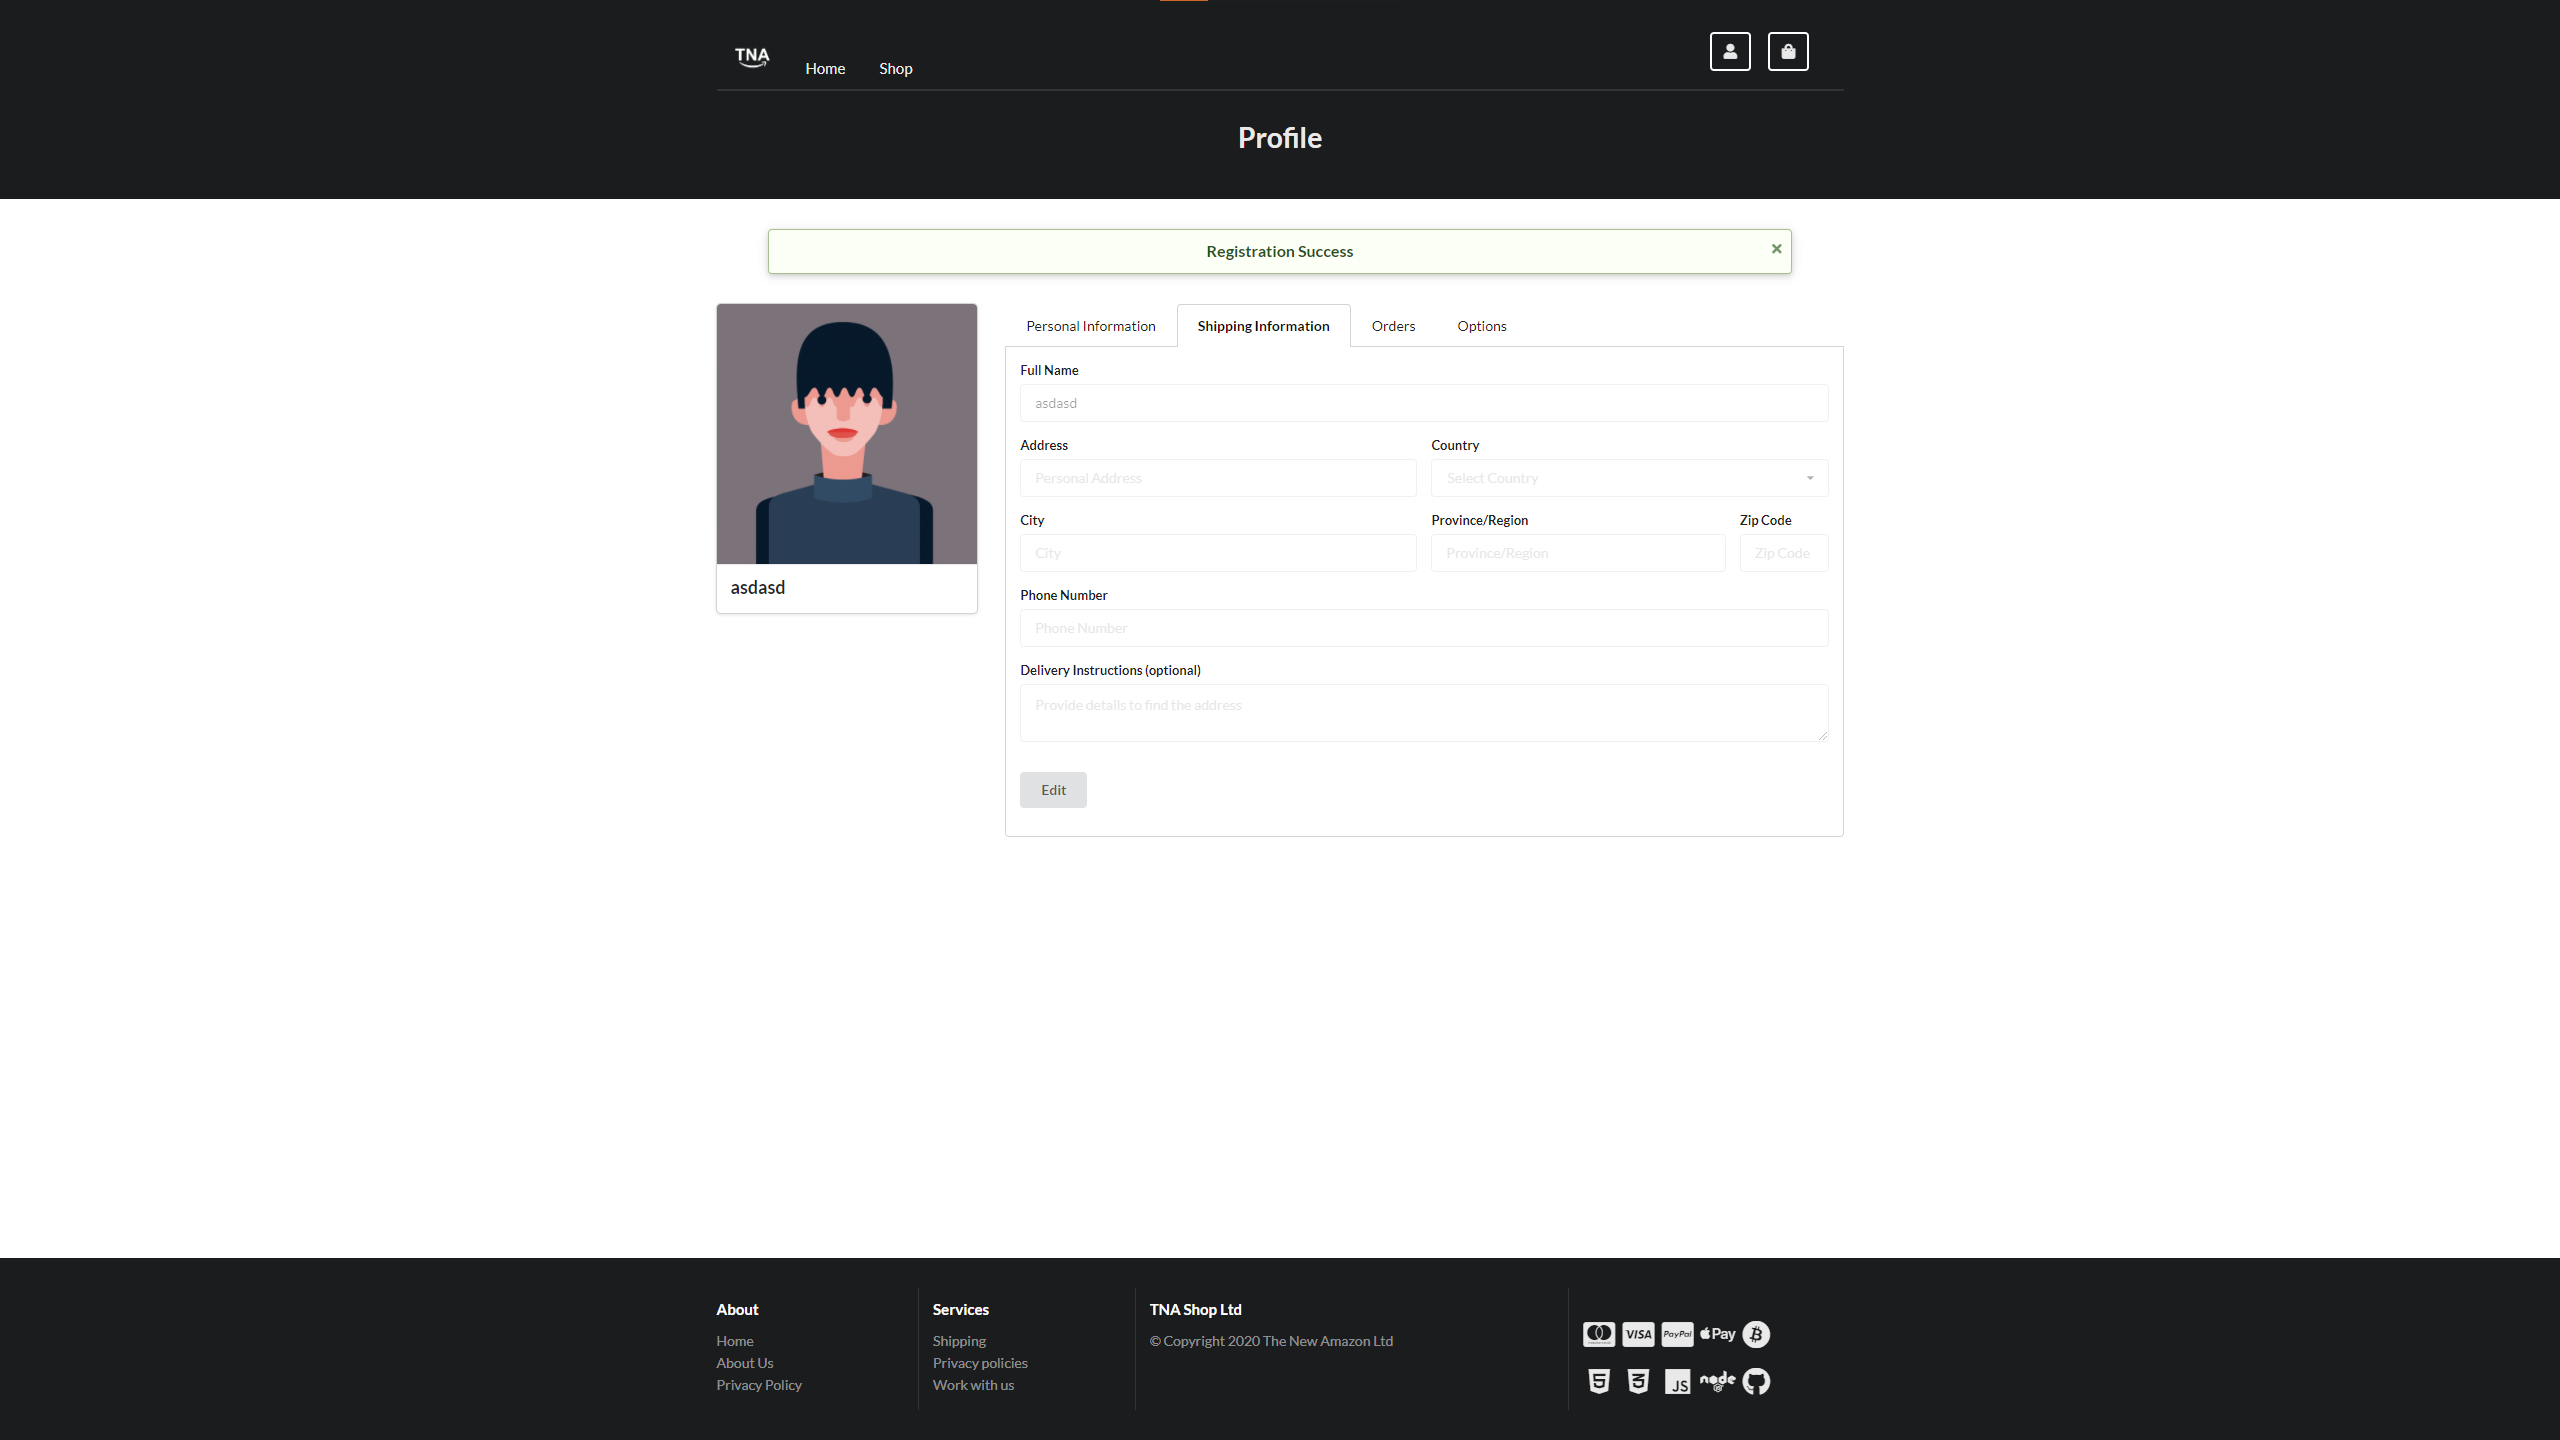 TNA
Home
Shop
Profile
Registration Success
Personal Information
Shipping Information
Orders
Options
Full Name
asdasd
Address
Country
Personal Address
Select Country
City
Province/Region
Zip Code
City
Province/Region
Zip Code
Phone Number
Phone Number
Delivery Instructions (optional)
Provide details to find the address
Edit
asdasd
About
Home
About Us
Privacy Policy
Services
Shipping
Privacy policies
Work with us
TNA Shop Ltd
© Copyright 2020 The New Amazon Ltd
VISA
PayPal
Pay
JS
node